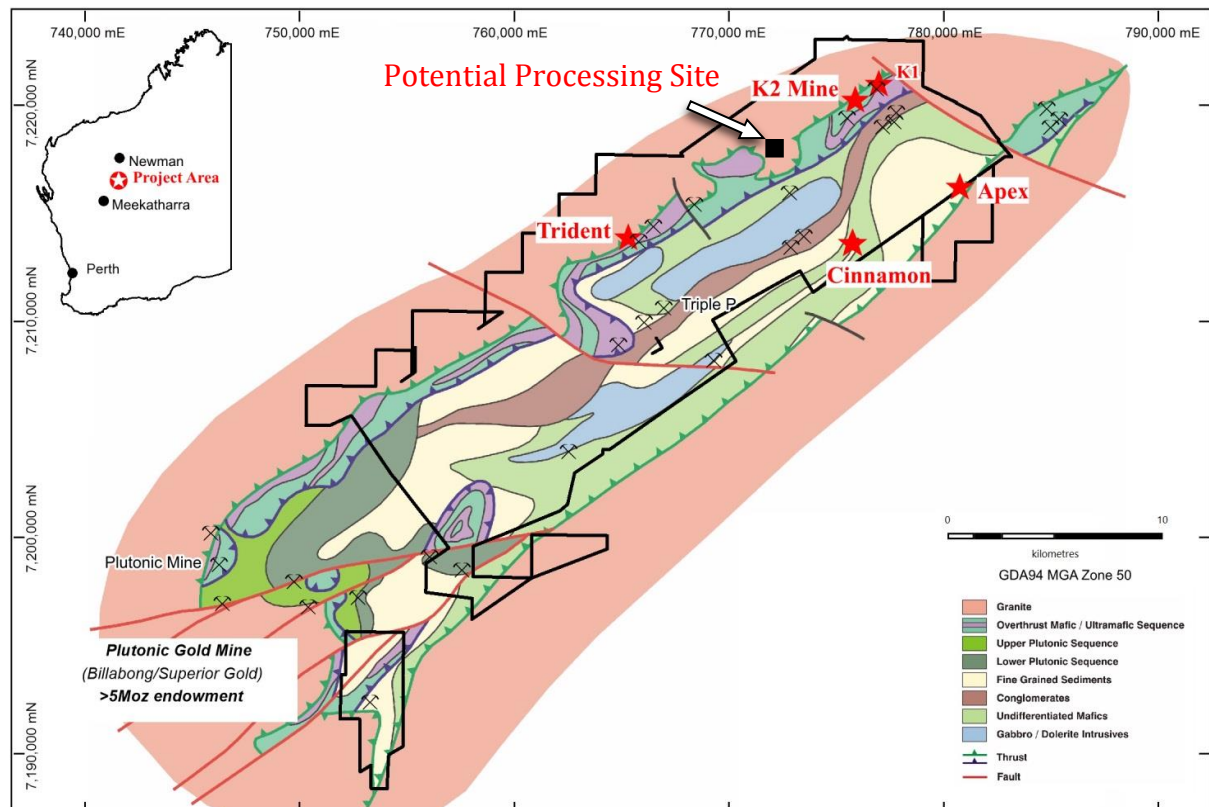 740,000 mE
750,000 mE
760,000 mE
770,000 mE
780,000 mE
790,000 mE
7,220,000 mN
7,210,000 mN
7,200,000 mN
7,190,000 mN
Newman
Project Area
Meekatharra
Perth
Potential Processing Site
K1
K2 Mine
Apex
Trident
Cinnamon
Triple P
Plutonic Mine
Plutonic Gold Mine
(Billabong/Superior Gold)
>5Moz endowment
0 10
kilometres
GDA94 MGA Zone 50
Granite
Overthrust Mafic / Ultramafic Sequence
Upper Plutonic Sequence
Lower Plutonic Sequence
Fine Grained Sediments
Conglomerates
Undifferentiated Mafics
Gabbro / Dolerite Intrusives
Thrust
Fault